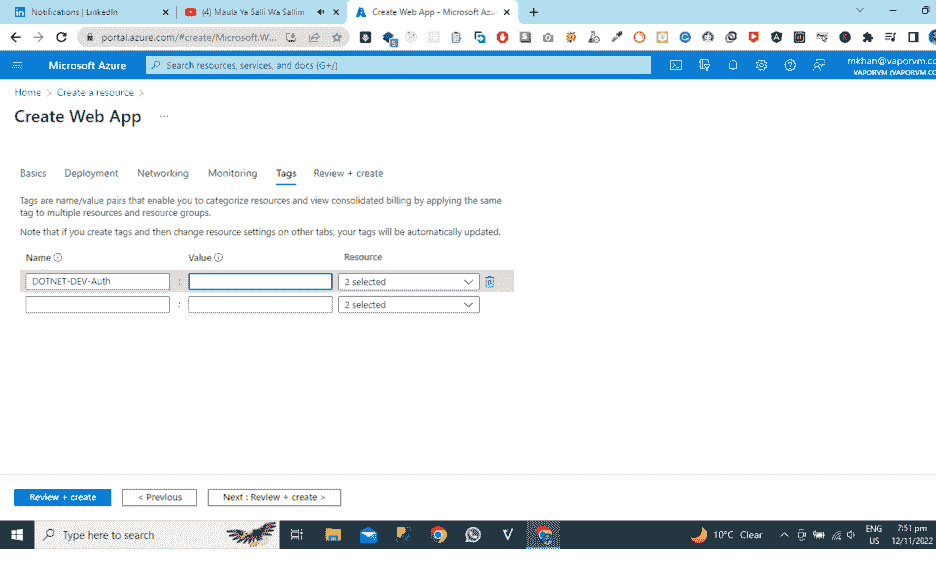 Notifications | LinkedIn
(4) Maula Ya Salli Wa Sallim
Create Web App - Microsoft Azu
portal.azure.com/#create/Microsoft.W...
Microsoft Azure
Search resources, services, and docs (G+/)
mkhan@vaporvm.co
VAPORVM (VAPORVM.CO
Home > Create a resource >
Create Web App ...
Basics Deployment Networking Monitoring Tags Review + create
Tags are name/value pairs that enable you to categorize resources and view consolidated billing by applying the same
tag to multiple resources and resource groups.
Note that if you create tags and then change resource settings on other tabs, your tags will be automatically updated.
Name Value Resource
DOTNET-DEV-Auth : 2 selected
: 2 selected
Review + create < Previous Next : Review + create >
Type here to search
10°C Clear
ENG
US
7:51 pm
12/11/2022